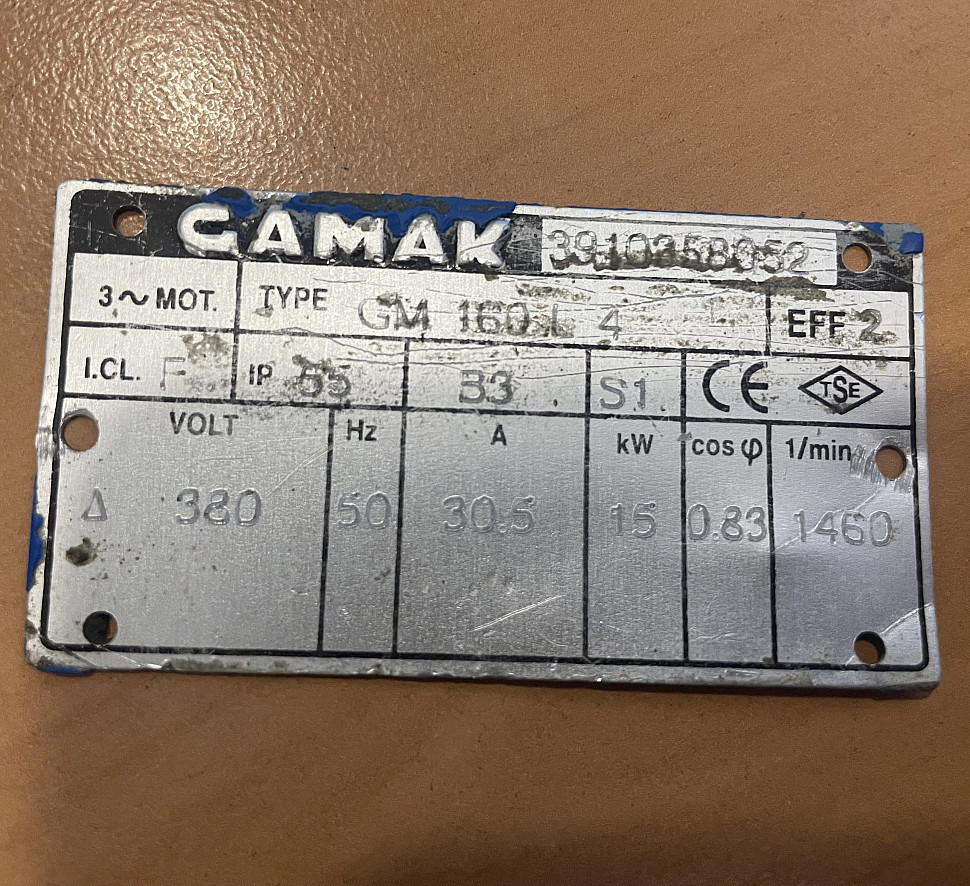 GAMAK 3910358052
3~MOT. TYPE GM 160 L 4 EFF 2
I.CL. F IP 55 B3 S1 CE TSE
VOLT Hz A kW cos φ 1/min
Δ 380 50 30.5 15 0.83 1460